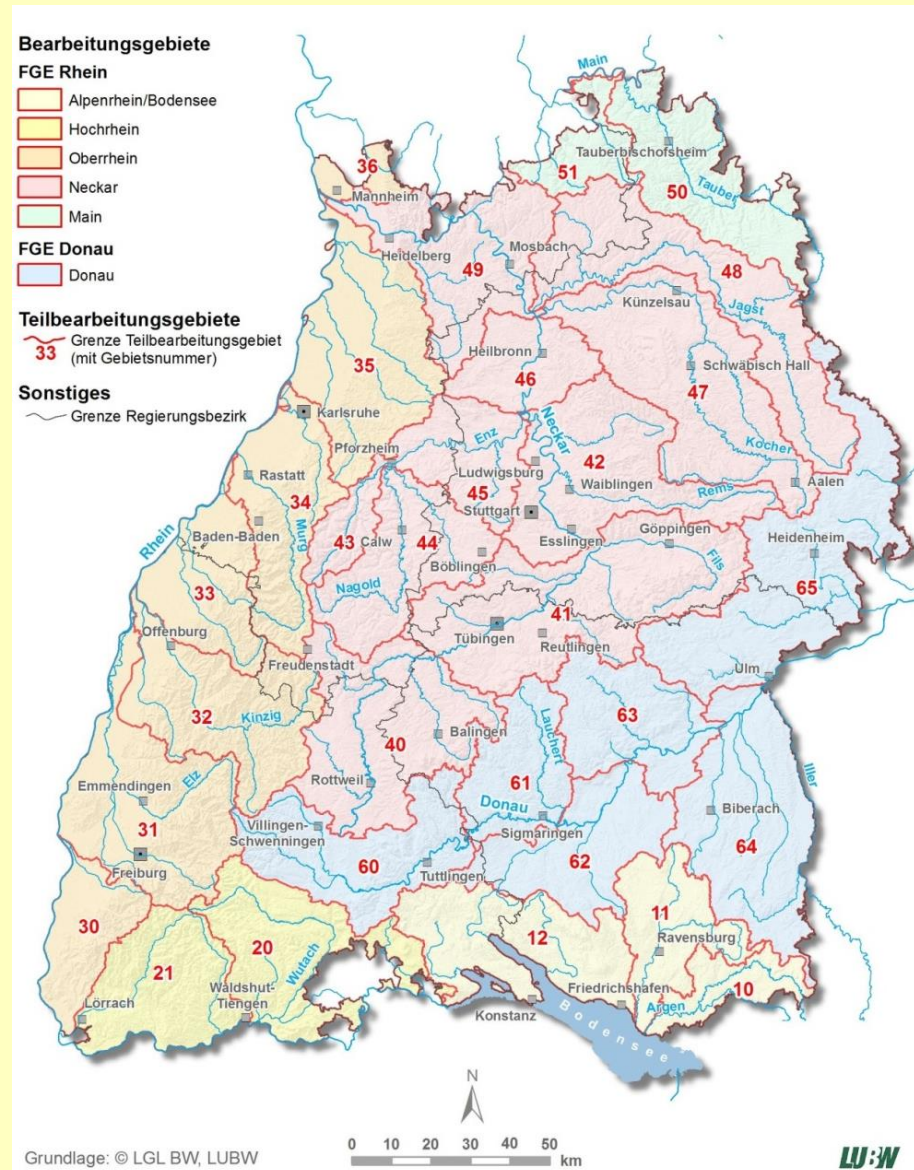 Bearbeitungsgebiete
FGE Rhein
Alpenrhein/Bodensee
Hochrhein
Oberrhein
Neckar
Main
FGE Donau
Donau
Teilbearbeitungsgebiete
33
Grenze Teilbearbeitungsgebiet
(mit Gebietsnummer)
Sonstiges
Grenze Regierungsbezirk
Main
Tauberbischofsheim
51
Tauber
50
36
Mannheim
Heidelberg
Mosbach
49
48
Künzelsau
Jagst
Heilbronn
46
Schwäbisch Hall
47
35
Karlsruhe
Neckar
Kocher
Pforzheim
Enz
Ludwigsburg
42
Rastatt
Waiblingen
Rems
Aalen
34
45
Stuttgart
Murg
Baden-Baden
43
Calw
44
Esslingen
Göppingen
Heidenheim
Rhein
Böblingen
Fils
65
33
Nagold
Offenburg
41
Tübingen
Reutlingen
Freudenstadt
Ulm
32
Kinzig
63
Lauchert
40
Balingen
Rottweil
61
Iller
Emmendingen
Elz
Donau
Biberach
Villingen-
Schwenningen
Sigmaringen
31
64
60
62
Freiburg
Tuttlingen
30
11
12
20
Ravensburg
21
Wutach
10
Waldshut-
Tiengen
Friedrichshafen
Argen
Lörrach
Konstanz
Bodensee
N
0 10 20 30 40 50
km
Grundlage: © LGL BW, LUBW
LUBW